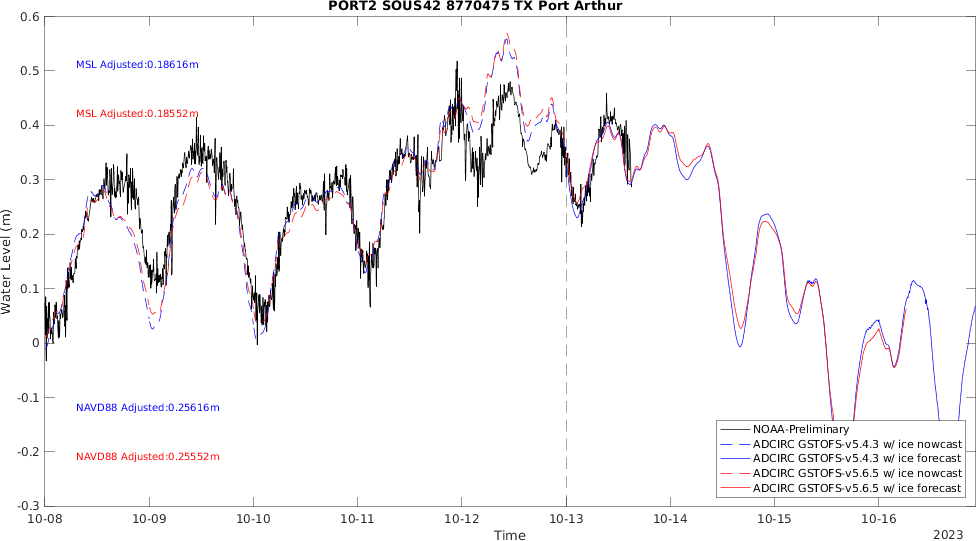 PORT2 SOUS42 8770475 TX Port Arthur
0.6
0.5
0.4
0.3
0.2
0.1
0
-0.1
-0.2
-0.3
Water Level (m)
MSL Adjusted:0.18616m
MSL Adjusted:0.18552m
NAVD88 Adjusted:0.25616m
NAVD88 Adjusted:0.25552m
NOAA-Preliminary
ADCIRC GSTOFS-v5.4.3 w/ ice nowcast
ADCIRC GSTOFS-v5.4.3 w/ ice forecast
ADCIRC GSTOFS-v5.6.5 w/ ice nowcast
ADCIRC GSTOFS-v5.6.5 w/ ice forecast
10-08 10-09 10-10 10-11 10-12 10-13 10-14 10-15 10-16
Time
2023